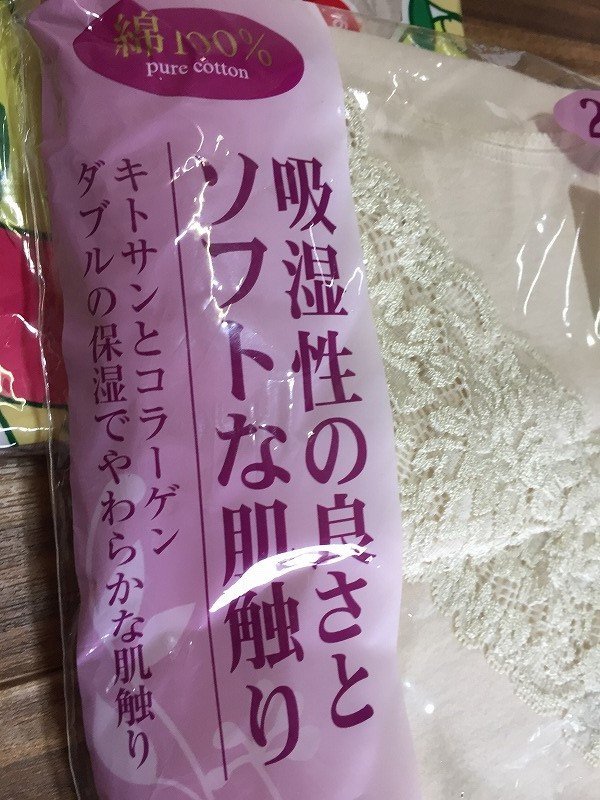 綿100%
pure cotton
吸湿性の良さと
ソフトな肌触り
キトサンとコラーゲン
ダブルの保湿でやわらかな肌触り
2